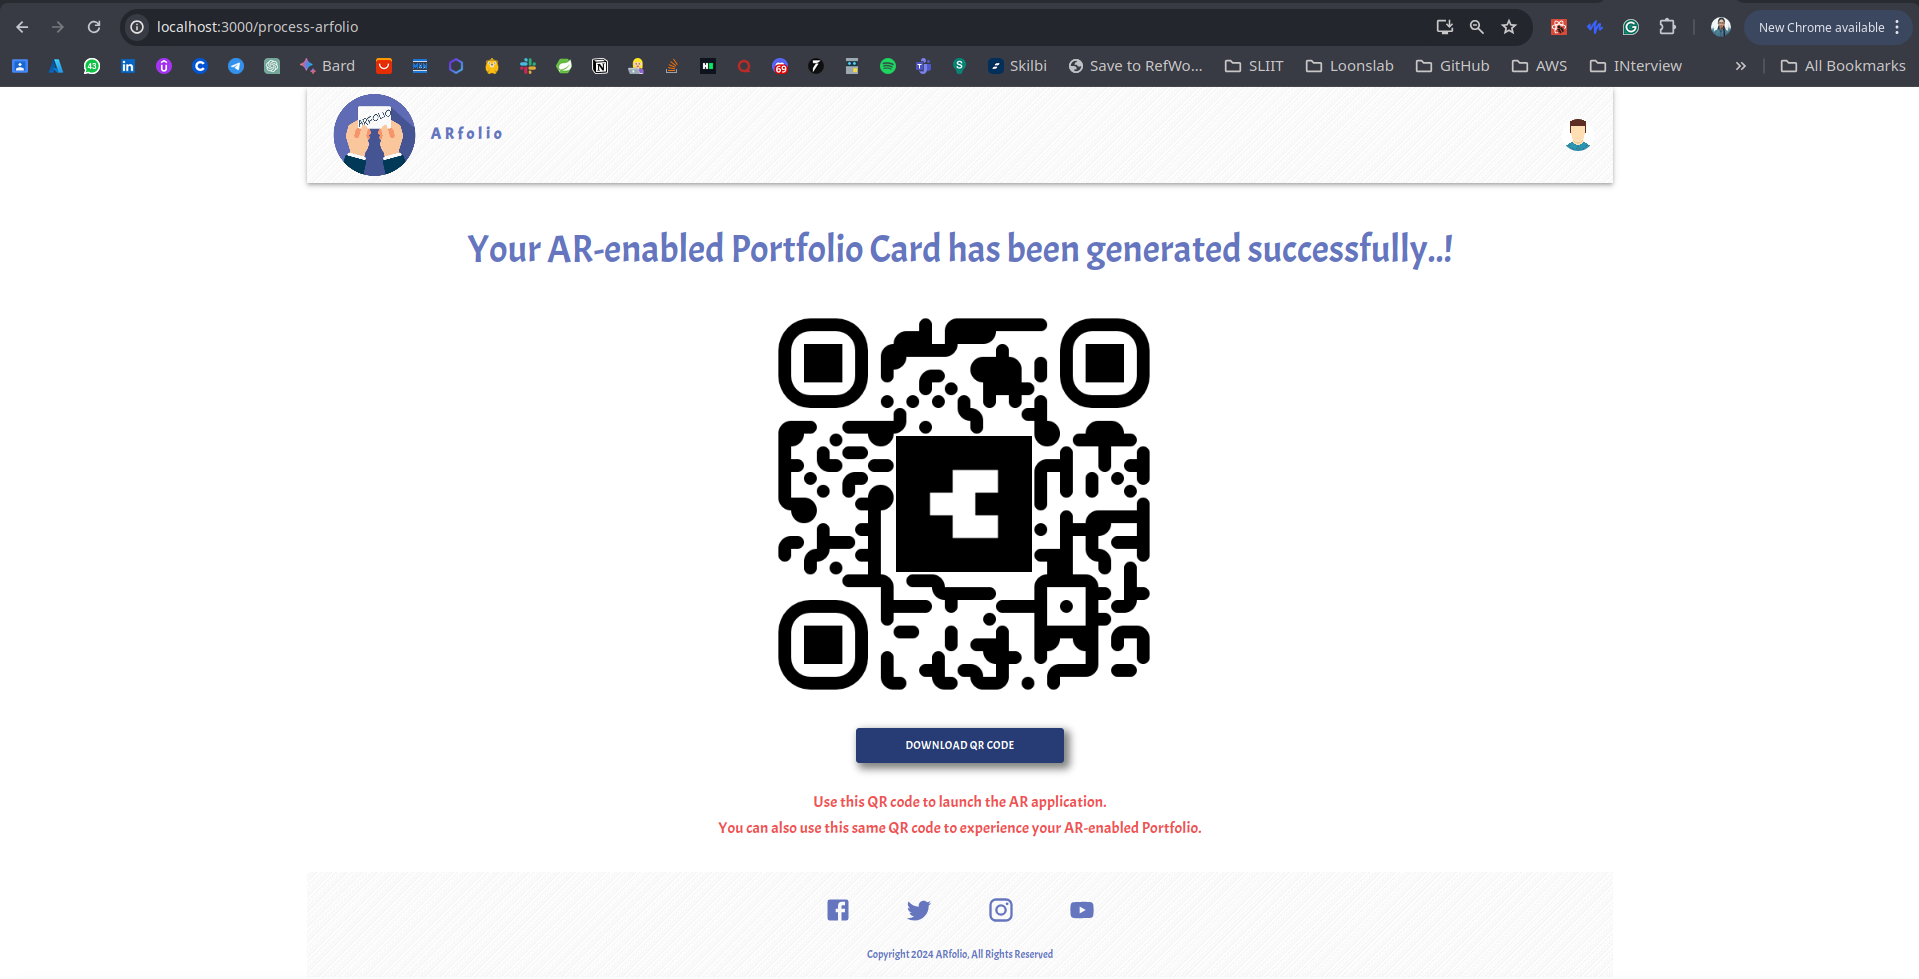 localhost:3000/process-arfolio
New Chrome available
43
Bard
69
Skilbi
Save to RefWo...
SLIIT
Loonslab
GitHub
AWS
INterview
All Bookmarks
ARFOLIO
ARfolio
Your AR-enabled Portfolio Card has been generated successfully..!
DOWNLOAD QR CODE
Use this QR code to launch the AR application.
You can also use this same QR code to experience your AR-enabled Portfolio.
Copyright 2024 ARfolio, All Rights Reserved